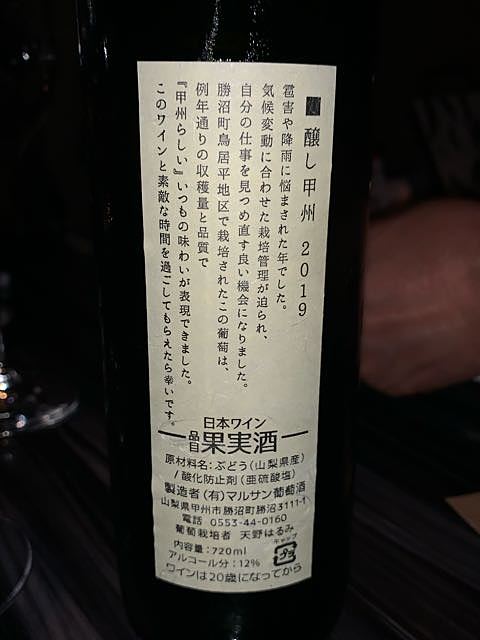 醸し甲州 2019
雹害や降雨に悩まされた年でした。
気候変動に合わせた栽培管理が迫られ、
自分の仕事を見つめ直す良い機会になりました。
勝沼町鳥居平地区で栽培されたこの葡萄は、
例年通りの収穫量と品質で
『甲州らしい』いつもの味わいが表現できました。
このワインと素敵な時間を過ごしてもらえたら幸いです。
日本ワイン
品目 果実酒
原材料名：ぶどう（山梨県産）
/酸化防止剤（亜硫酸塩）
製造者（有）マルサン葡萄酒
山梨県甲州市勝沼町勝沼3111-1
電話 0553-44-0160
葡萄栽培者 天野はるみ
内容量：720ml
アルコール分：12%
キャップ
プラ
ワインは20歳になってから